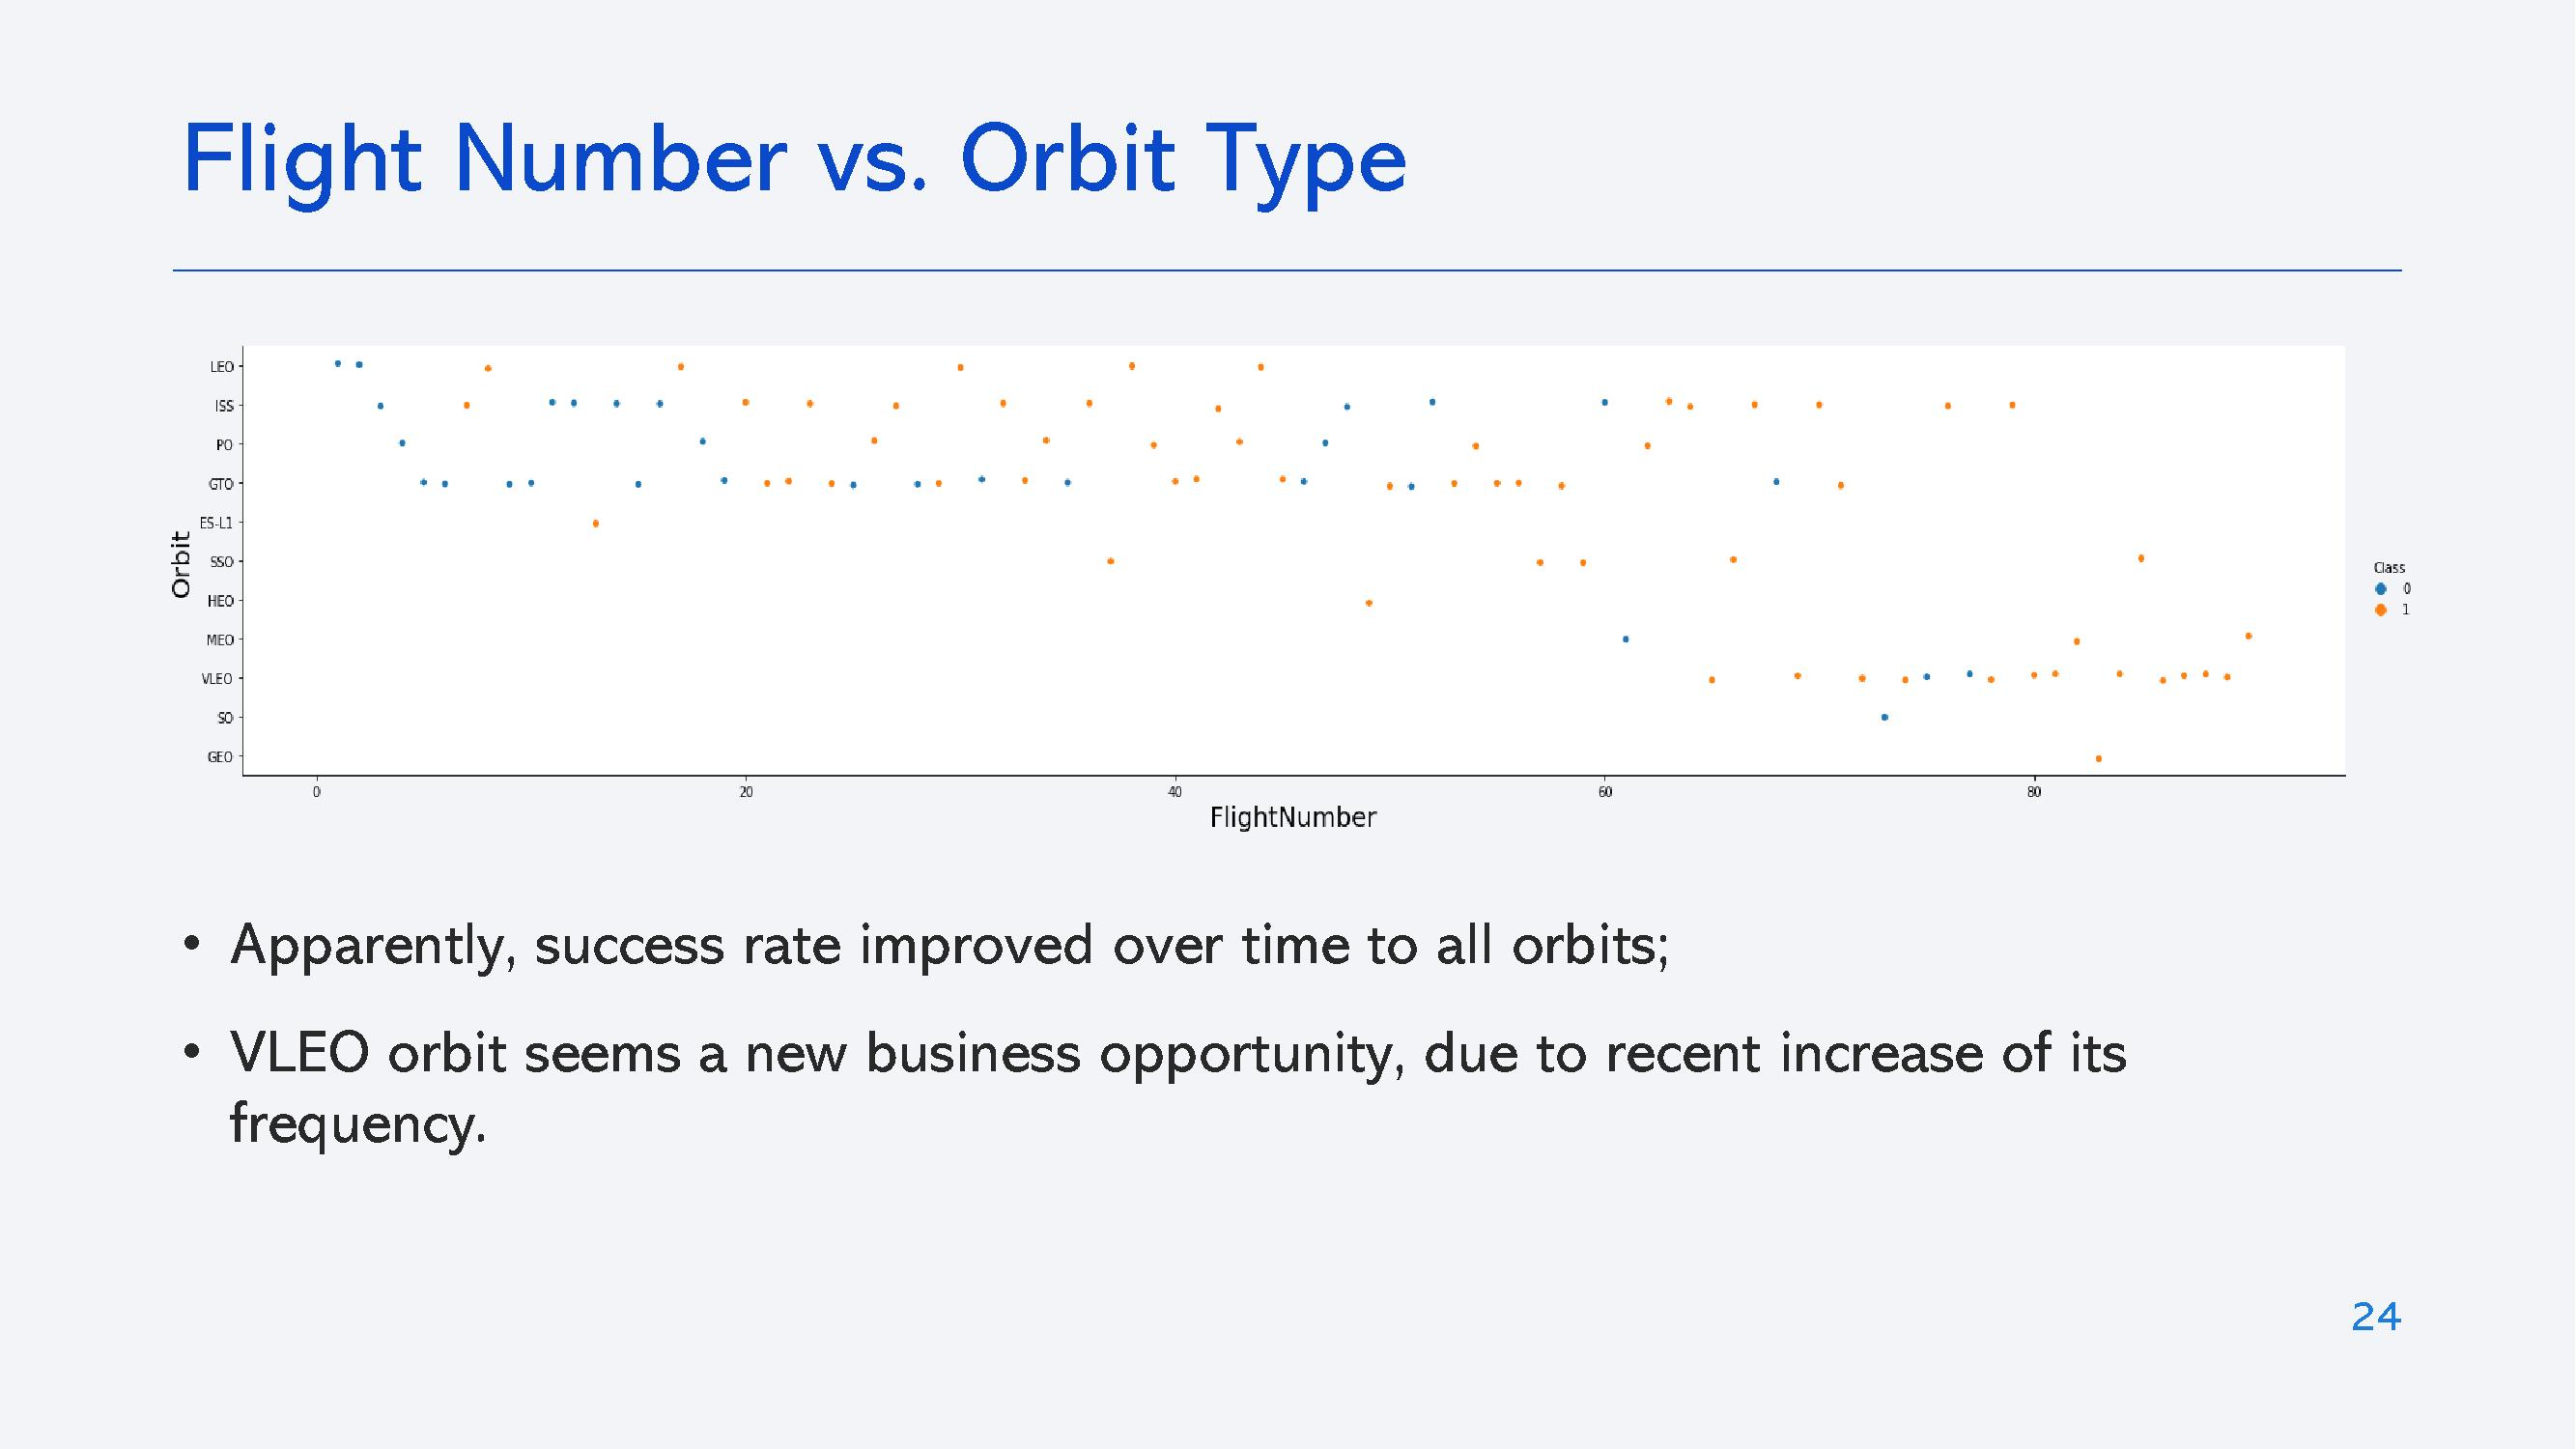 Flight Number vs. Orbit Type
LEO
ISS
PO
GTO
ES-L1
SSO
HEO
MEO
VLEO
SO
GEO
Orbit
0 20 40 60 80
FlightNumber
Class
0
1
• Apparently, success rate improved over time to all orbits;
• VLEO orbit seems a new business opportunity, due to recent increase of its
frequency.
24